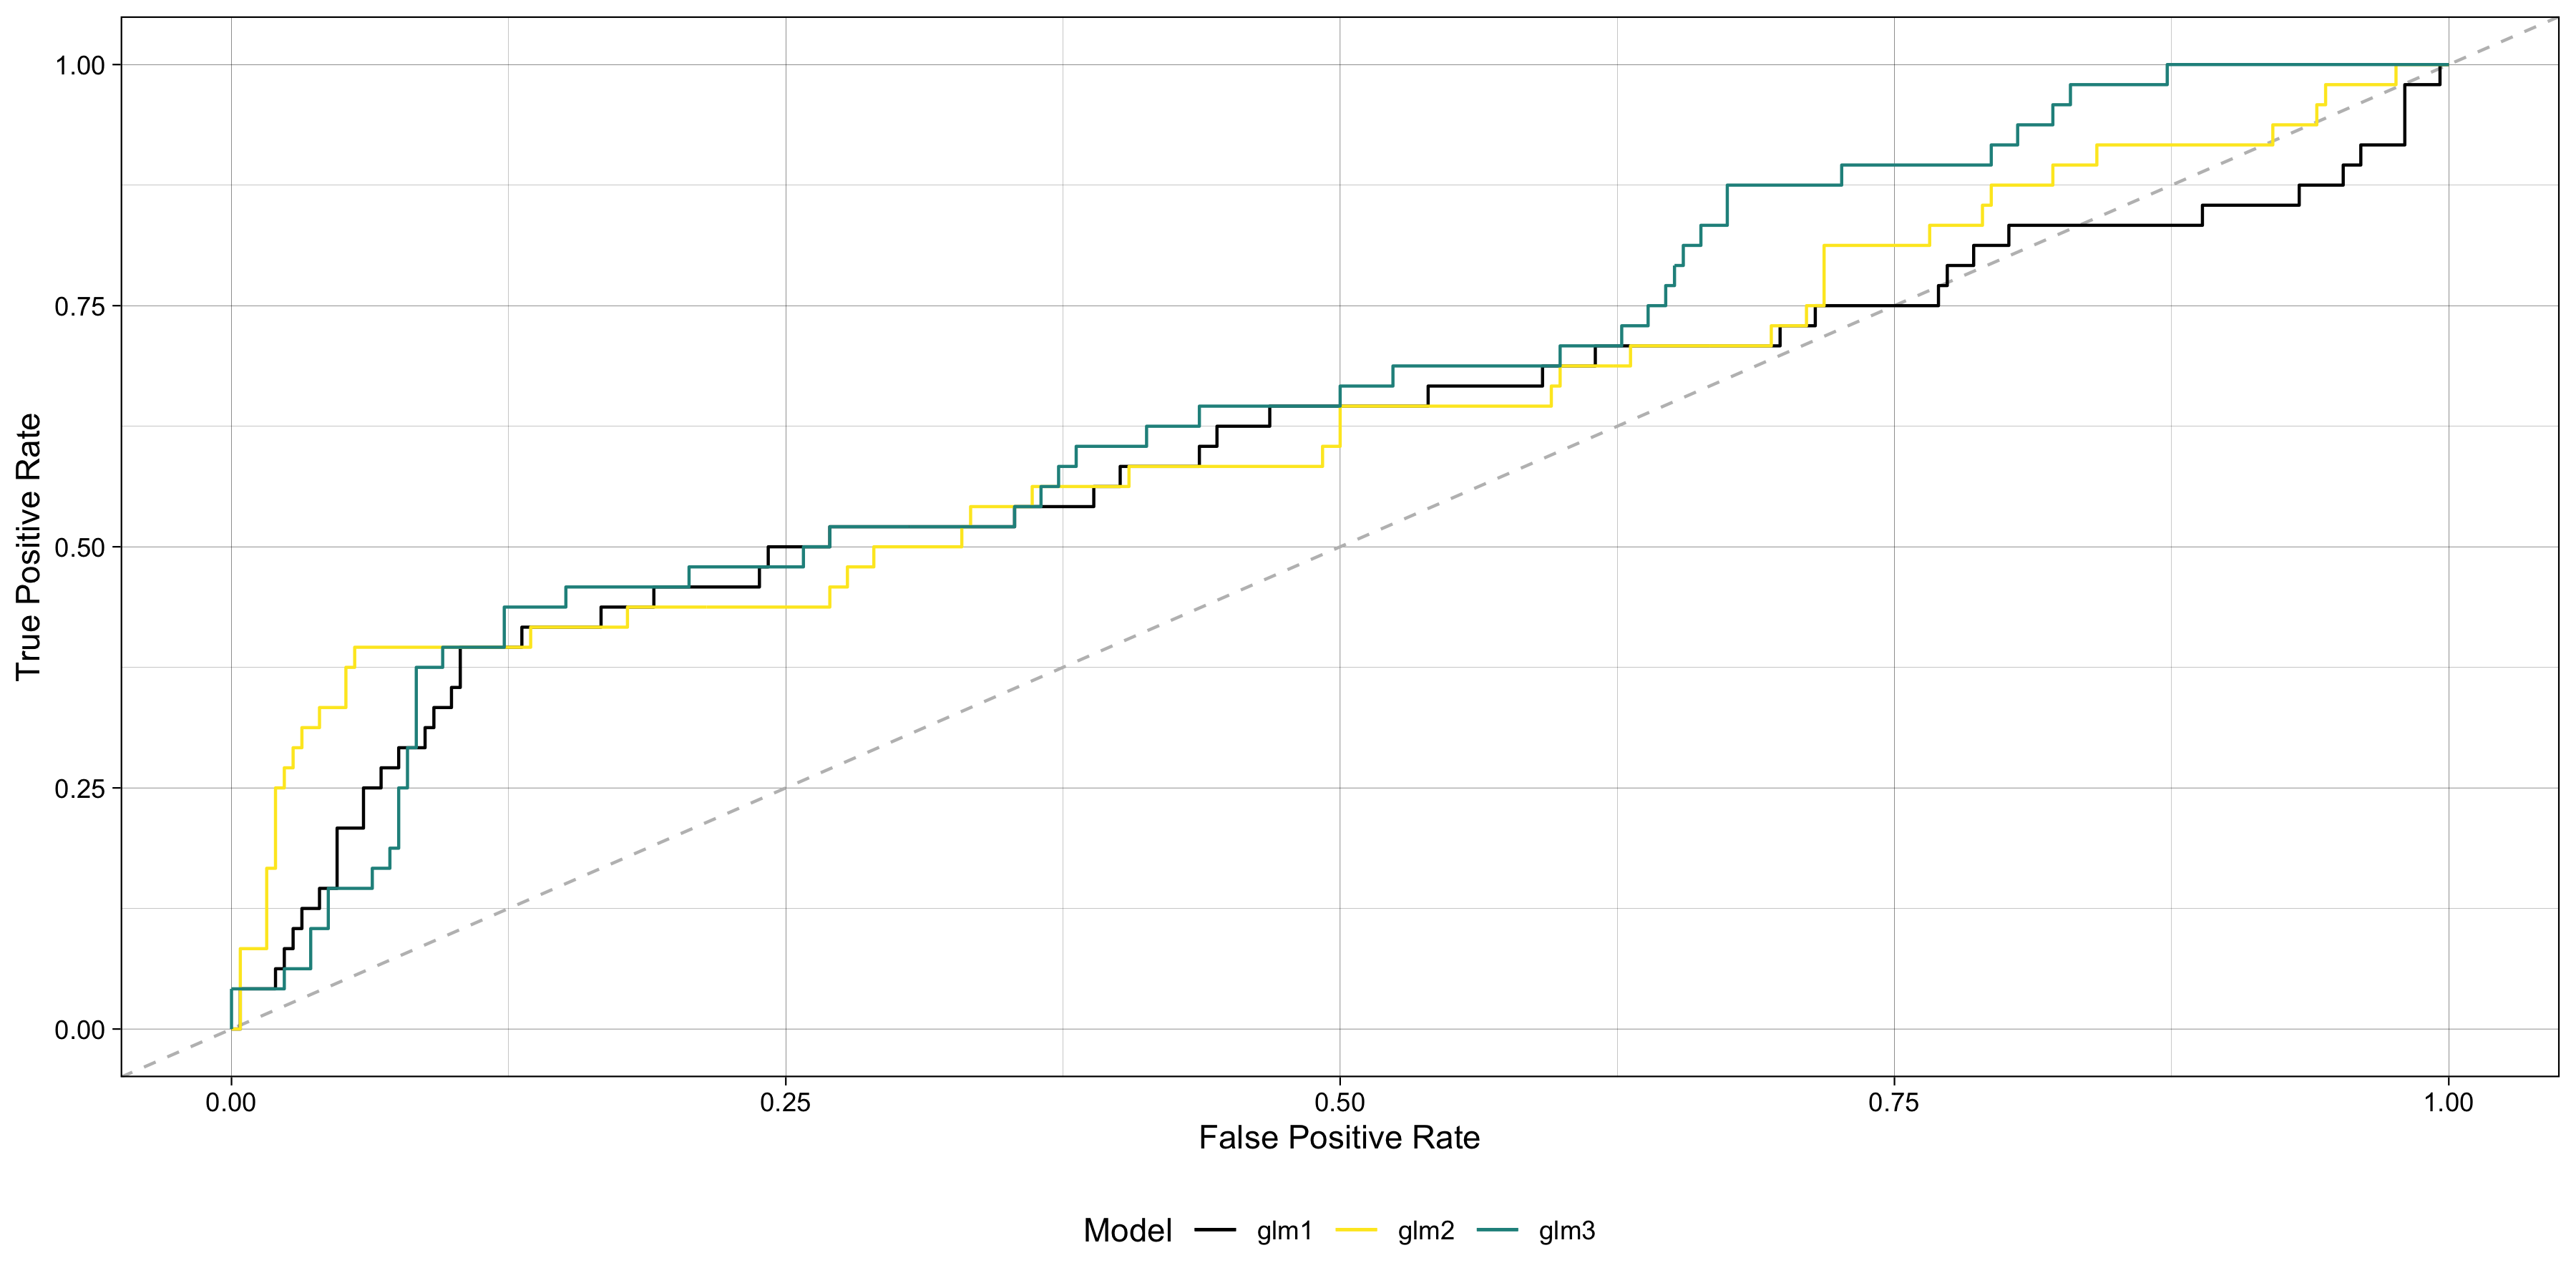 True Positive Rate
1.00
0.75
0.50
0.25
0.00
0.00 0.25 0.50 0.75 1.00
False Positive Rate
Model glm1 glm2 glm3